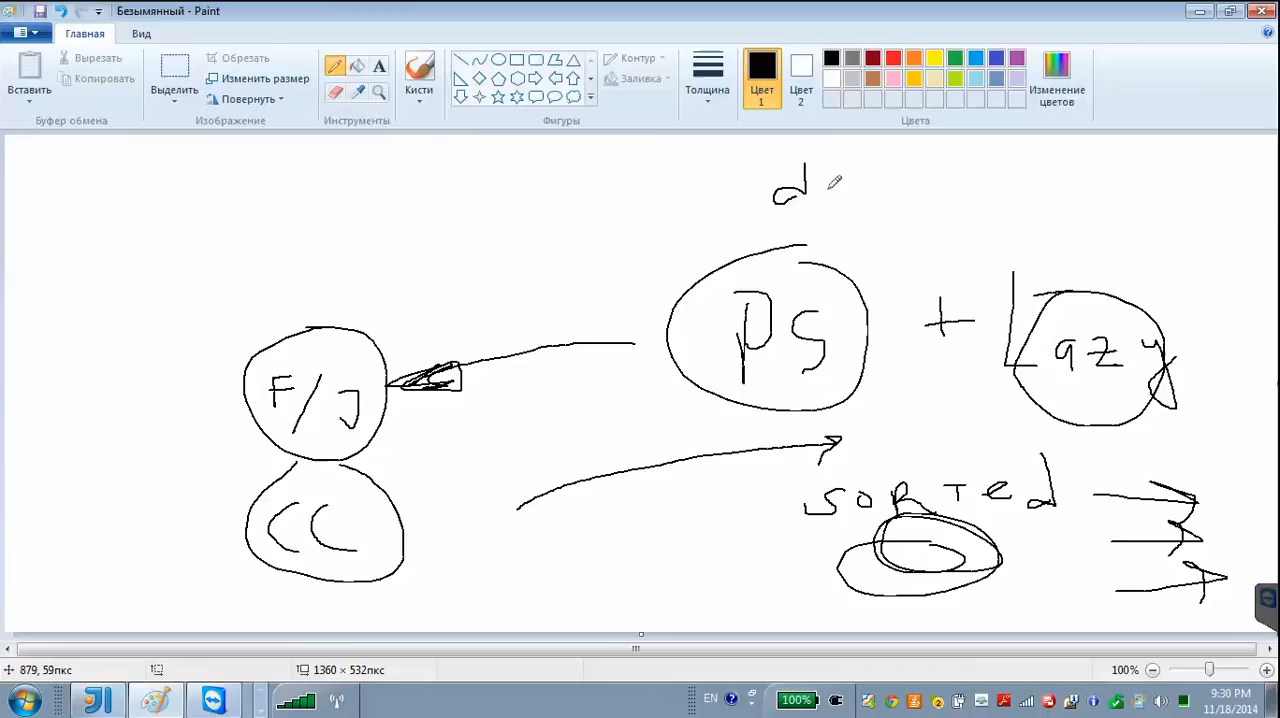 Безымянный - Paint
Главная
Вид
Вставить
Вырезать
Копировать
Буфер обмена
Выделить
Обрезать
Изменить размер
Повернуть
Изображение
A
Инструменты
Кисти
Контур
Заливка
Фигуры
Толщина
Цвет 1
Цвет 2
Изменение цветов
Цвета
d
PS + Lazy
F/J
CC
sorted
879, 59пкс
1360 × 532пкс
100%
EN
100%
9:30 PM
11/18/2014